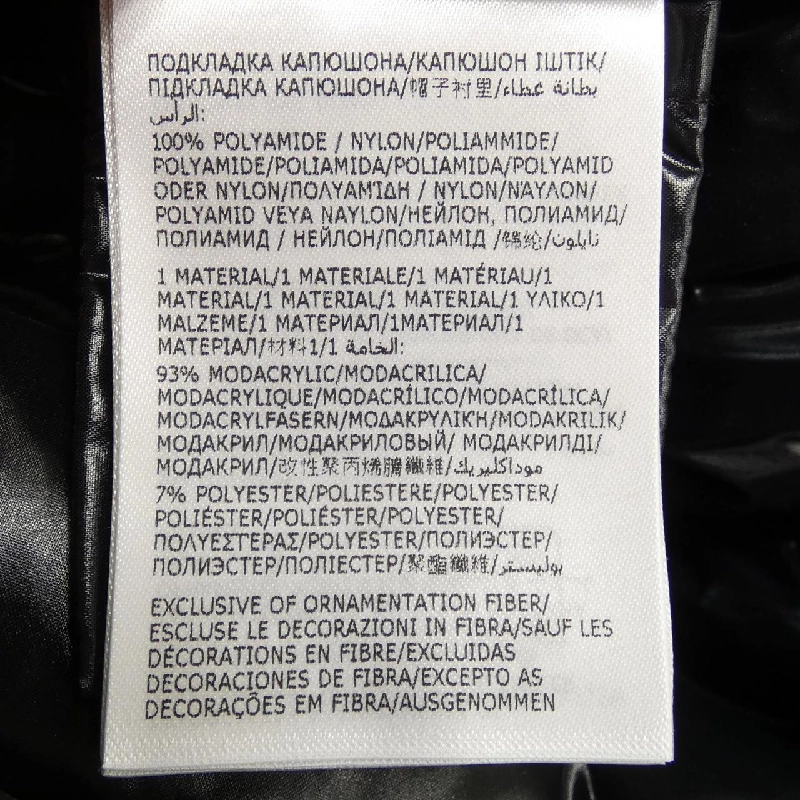 ПОДКЛАДКА КАПЮШОНА/КАПЮШОН ІШТІК/
ПІДКЛАДКА КАПЮШОНА/帽子衬里/بطانة غطاء
الرأس:
100% POLYAMIDE / NYLON/POLIAMMIDE/
POLYAMIDE/POLIAMIDA/POLIAMIDA/POLYAMID
ODER NYLON/ΠΟΛΥΑΜΊΔΗ / NYLON/ΝΆΥΛΟΝ/
POLYAMID VEYA NAYLON/НЕЙЛОН, ПОЛИАМИД/
ПОЛИАМИД / НЕЙЛОН/ПОЛІАМІД /锦纶/نايلون
1 MATERIAL/1 MATERIALE/1 MATÉRIAU/1
MATERIAL/1 MATERIAL/1 MATERIAL/1 ΥΛΙΚΟ/1
MALZEME/1 МАТЕРИАЛ/1МАТЕРИАЛ/1
МАТЕРІАЛ/材料1/1 الخامة:
93% MODACRYLIC/MODACRILICA/
MODACRYLIQUE/MODACRÍLICO/MODACRÍLICA/
MODACRYLFASERN/ΜΟΔΑΚΡΥΛΙΚΉ/MODAKRILIK/
МОДАКРИЛ/МОДАКРИЛОВЫЙ/ МОДАКРИЛДІ/
МОДАКРИЛ/改性聚丙烯腈纖維/موداكليريك
7% POLYESTER/POLIESTERE/POLYESTER/
POLIÉSTER/POLIÉSTER/POLYESTER/
ΠΟΛΥΕΣΤΕΡΑΣ/POLYESTER/ПОЛИЭСТЕР/
ПОЛИЭСТЕР/ПОЛІЕСТЕР/聚酯纖維/بوليستر
EXCLUSIVE OF ORNAMENTATION FIBER/
ESCLUSE LE DECORAZIONI IN FIBRA/SAUF LES
DÉCORATIONS EN FIBRE/EXCLUIDAS
DECORACIONES DE FIBRA/EXCEPTO AS
DECORAÇÕES EM FIBRA/AUSGENOMMEN